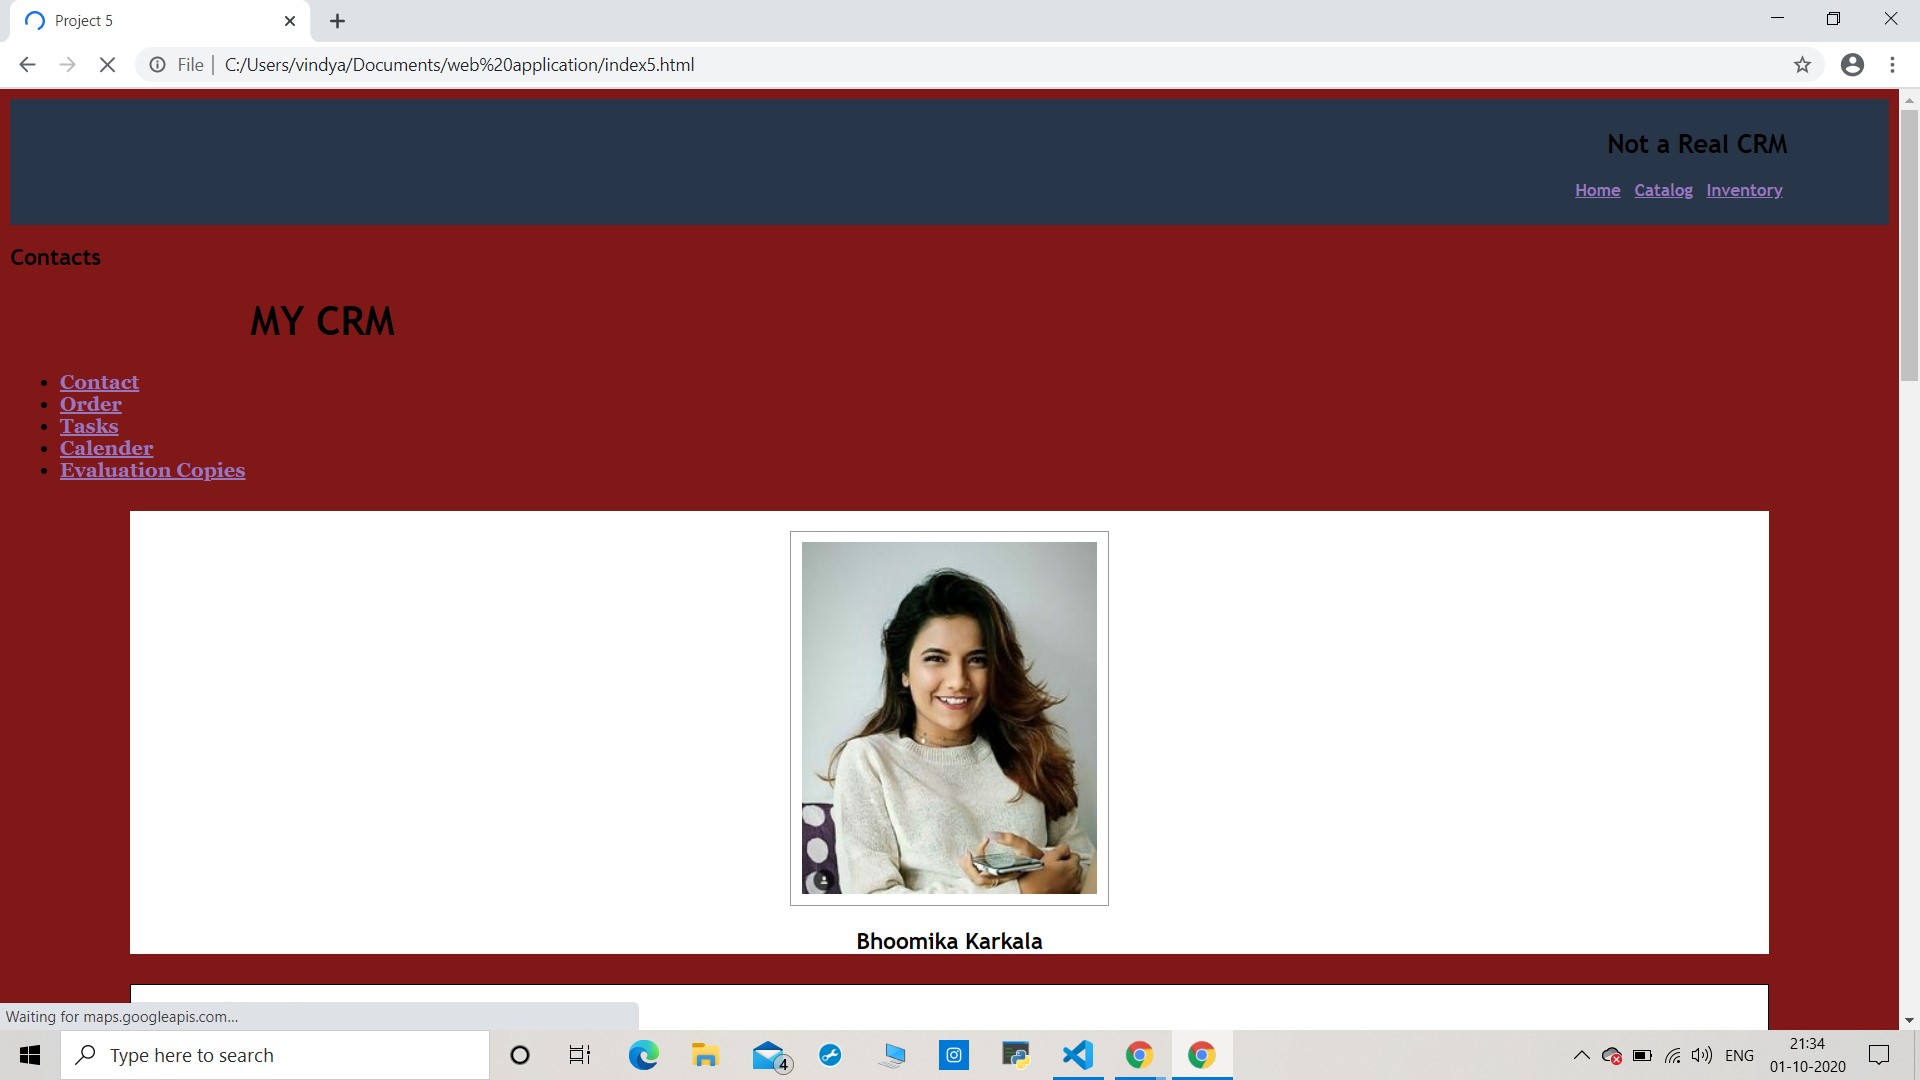 Project 5
File | C:/Users/vindya/Documents/web%20application/index5.html
Not a Real CRM
Home Catalog Inventory
Contacts
MY CRM
Contact
Order
Tasks
Calender
Evaluation Copies
Bhoomika Karkala
Waiting for maps.googleapis.com...
Type here to search
4
ENG
21:34
01-10-2020